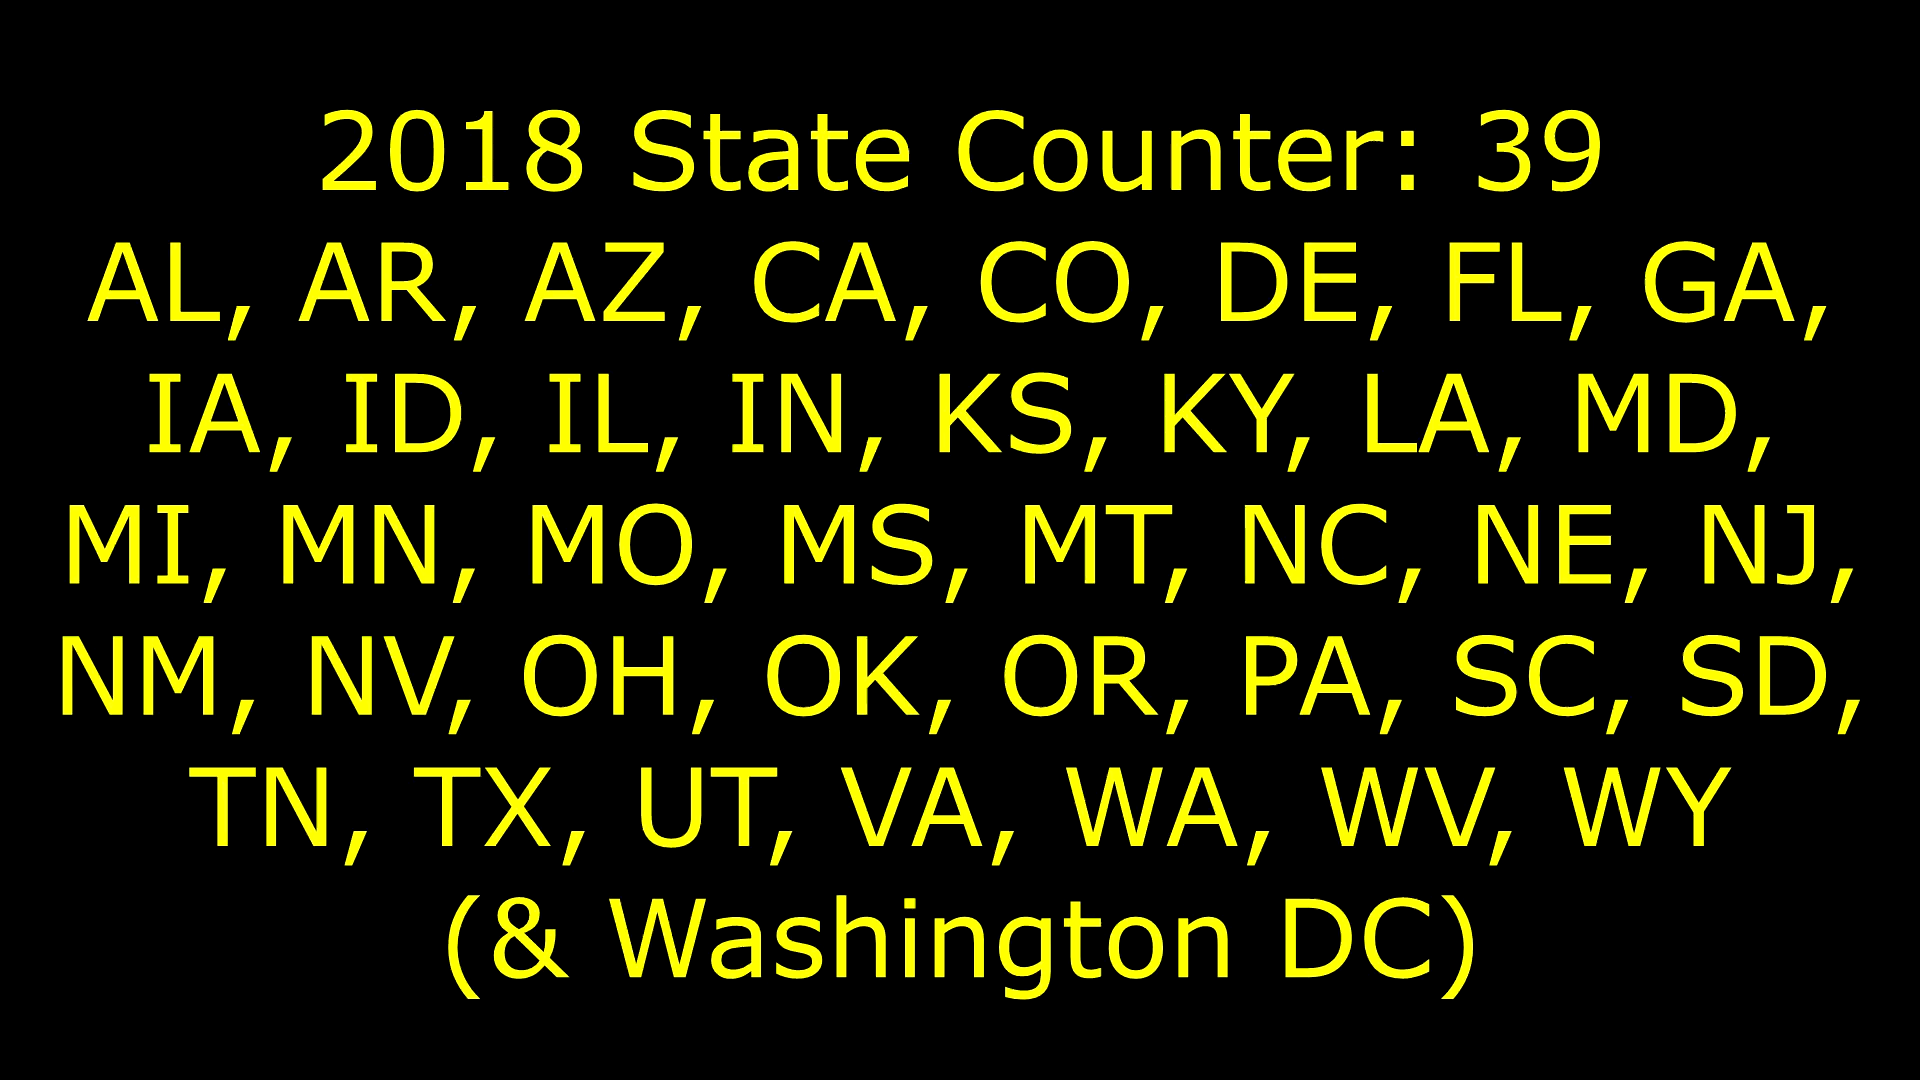 2018 State Counter: 39
AL, AR, AZ, CA, CO, DE, FL, GA,
IA, ID, IL, IN, KS, KY, LA, MD,
MI, MN, MO, MS, MT, NC, NE, NJ,
NM, NV, OH, OK, OR, PA, SC, SD,
TN, TX, UT, VA, WA, WV, WY
(& Washington DC)